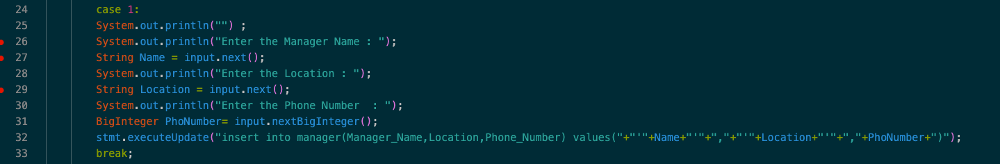 24 case 1:
25 System.out.println("") ;
26 System.out.println("Enter the Manager Name : ");
27 String Name = input.next();
28 System.out.println("Enter the Location : ");
29 String Location = input.next();
30 System.out.println("Enter the Phone Number  : ");
31 BigInteger PhoNumber= input.nextBigInteger();
32 stmt.executeUpdate("insert into manager(Manager_Name,Location,Phone_Number) values("+"'"+Name+"'"+","+"'"+Location+"'"+","+PhoNumber+")");
33 break;